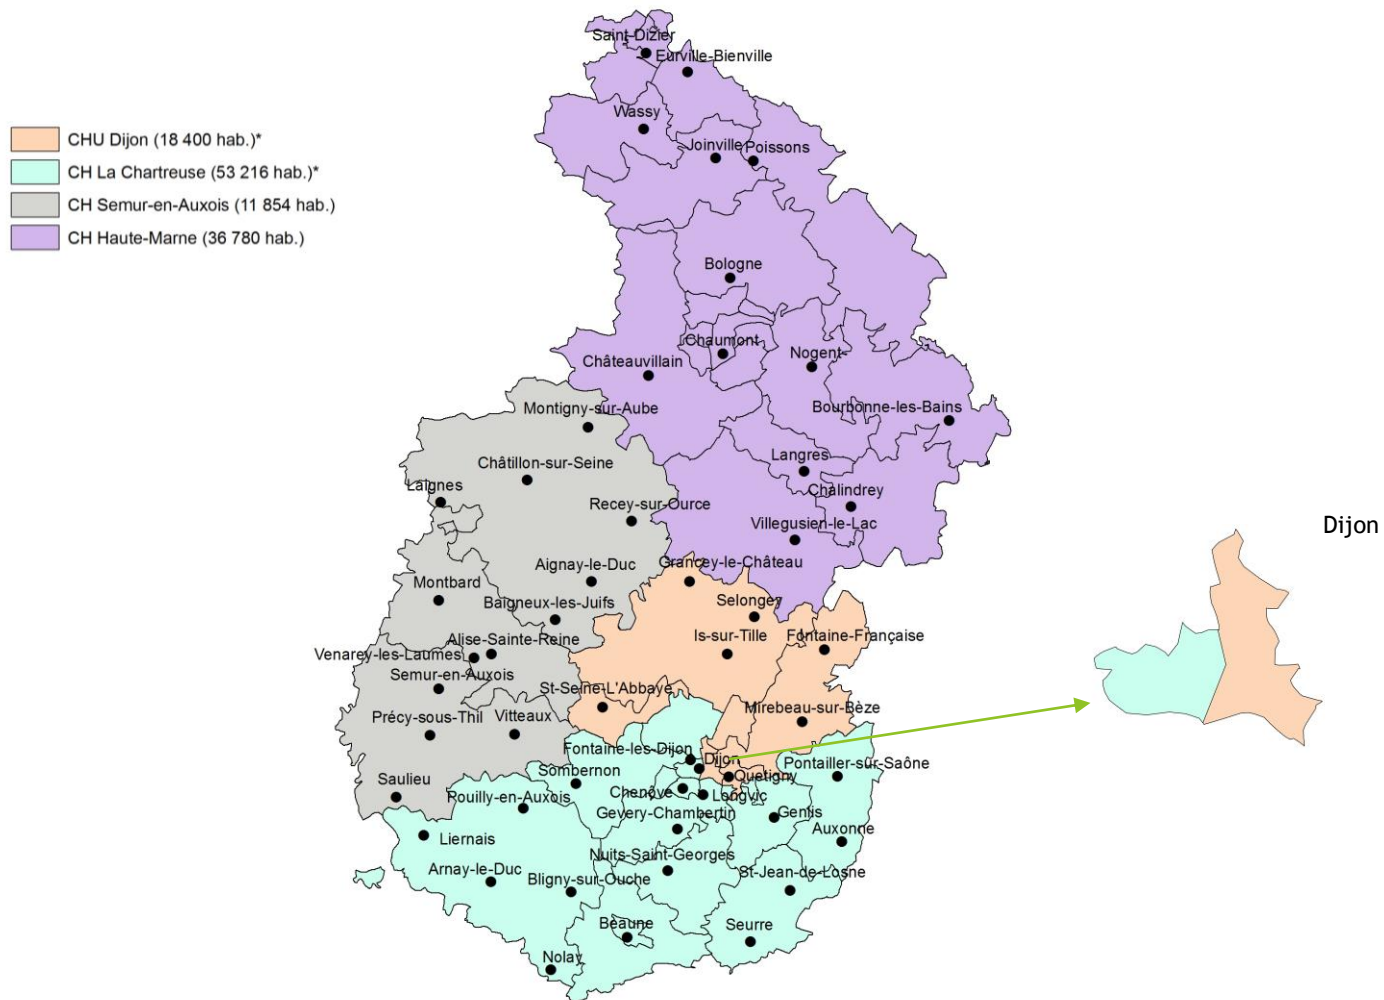 CHU Dijon (18 400 hab.)*
CH La Chartreuse (53 216 hab.)*
CH Semur-en-Auxois (11 854 hab.)
CH Haute-Marne (36 780 hab.)
Saint-Dizier
Eurville-Bienville
Wassy
Joinville
Poissons
Bologne
Chaumont
Nogent-
Châteauvillain
Bourbonne-les-Bains
Montigny-sur-Aube
Langres
Châtillon-sur-Seine
Chalindrey
Laignes
Recey-sur-Ource
Villegusien-le-Lac
Dijon
Grancey-le-Château
Aignay-le-Duc
Montbard
Baigneux-les-Juifs
Selongey
Is-sur-Tille
Fontaine-Française
Alise-Sainte-Reine
Venarey-les-Laumes
Semur-en-Auxois
St-Seine-L'Abbaye
Mirebeau-sur-Bèze
Précy-sous-Thil
Vitteaux
Fontaine-les-Dijon
Dijon
Pontailler-sur-Saône
Quetigny
Sombernon
Saulieu
Chenôve
Longvic
Pouilly-en-Auxois
Gevery-Chambertin
Genlis
Auxonne
Liernais
Nuits-Saint-Georges
Arnay-le-Duc
Bligny-sur-Ouche
St-Jean-de-Losne
Beaune
Seurre
Nolay